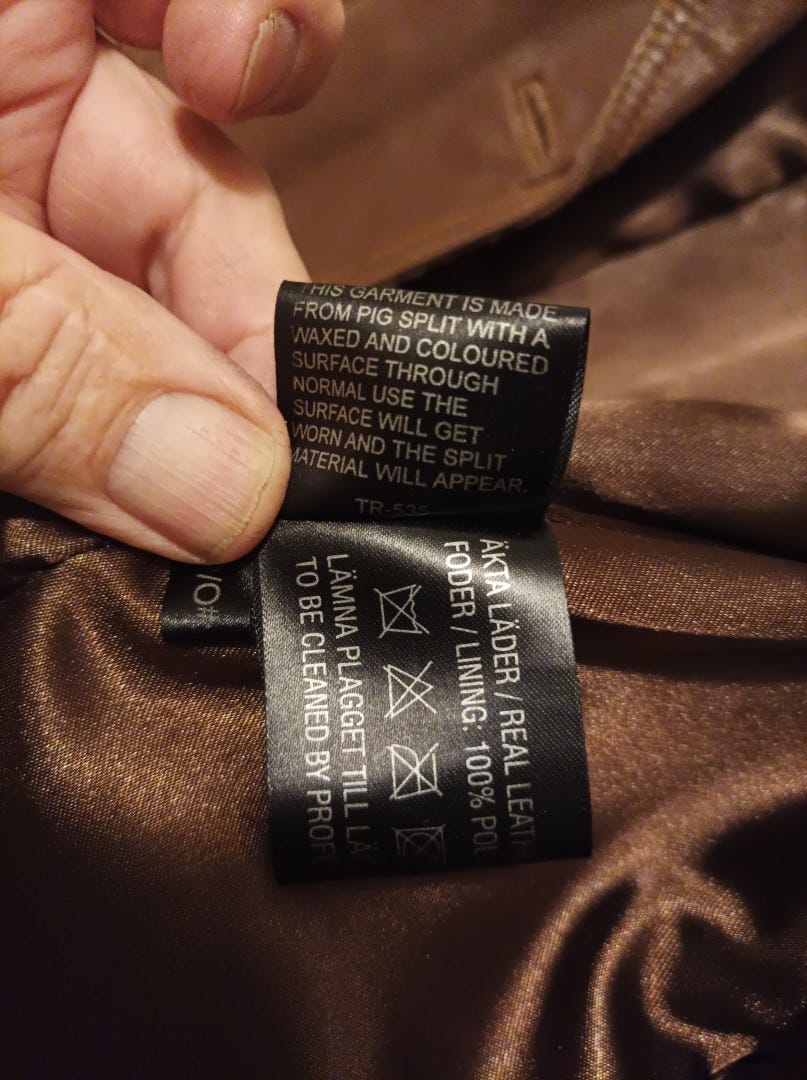 THIS GARMENT IS MADE
FROM PIG SPLIT WITH A
WAXED AND COLOURED
SURFACE THROUGH
NORMAL USE THE
SURFACE WILL GET
WORN AND THE SPLIT
MATERIAL WILL APPEAR.
TR-535
ÄKTA LÄDER / REAL
FODER / LINING: 100%
LÄMNA PLAGGET TILL
TO BE CLEANED BY